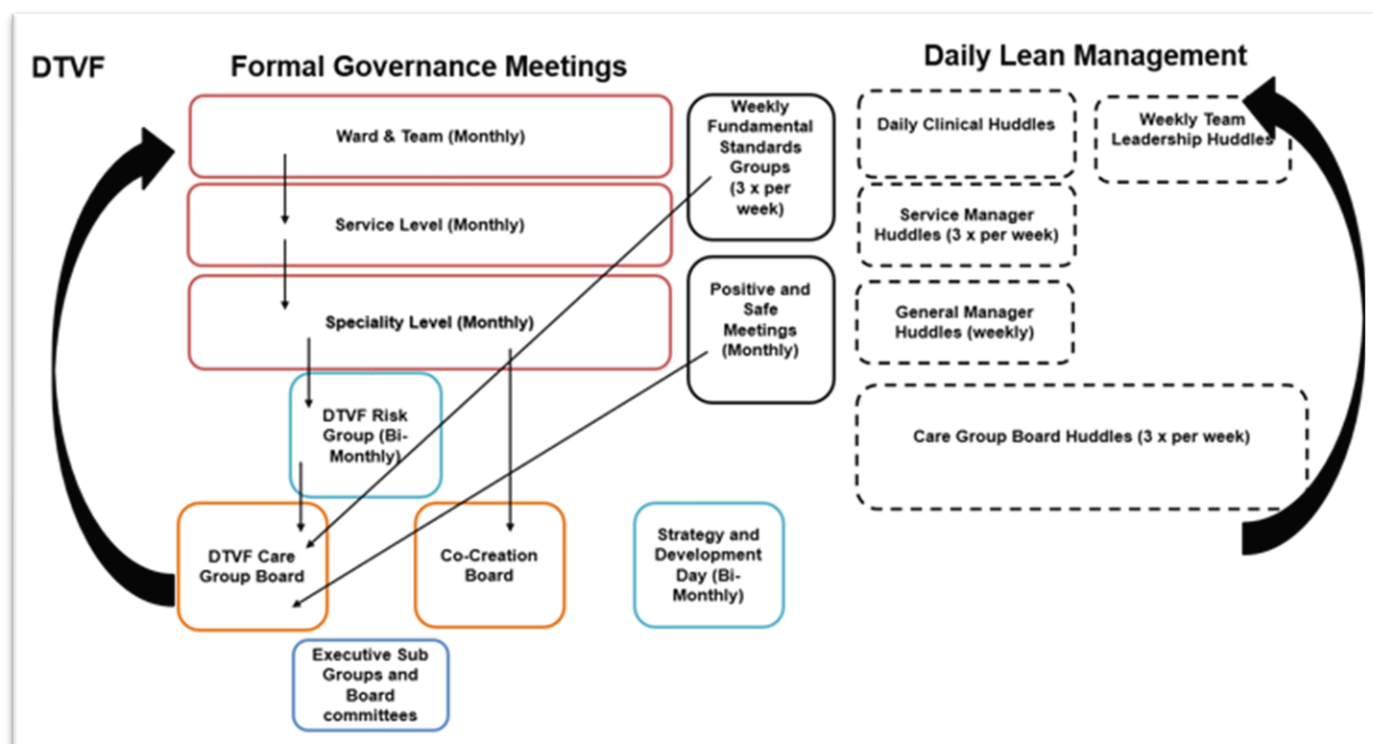 DTVF
Formal Governance Meetings
Daily Lean Management
Ward & Team (Monthly)
Service Level (Monthly)
Speciality Level (Monthly)
Weekly
Fundamental
Standards
Groups
(3 x per
week)
Positive and
Safe
Meetings
(Monthly)
Daily Clinical Huddles
Weekly Team
Leadership Huddles
Service Manager
Huddles (3 x per week)
General Manager
Huddles (weekly)
Care Group Board Huddles (3 x per week)
DTVF Risk
Group (Bi-
Monthly)
DTVF Care
Group Board
Co-Creation
Board
Strategy and
Development
Day (Bi-
Monthly)
Executive Sub
Groups and
Board
committees